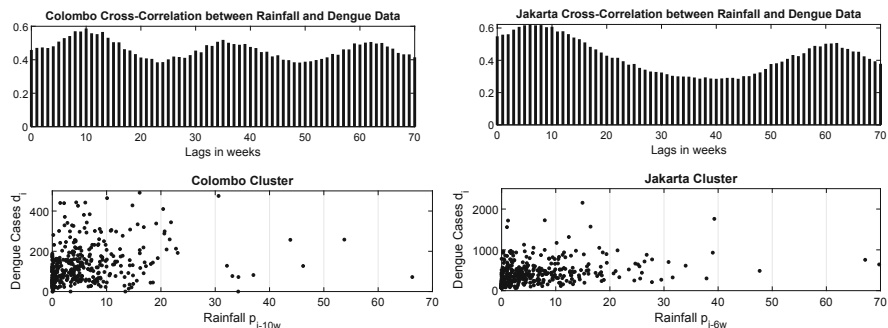 Colombo Cross-Correlation between Rainfall and Dengue Data
0.6
0.4
0.2
0
0 10 20 30 40 50 60 70
Lags in weeks
Jakarta Cross-Correlation between Rainfall and Dengue Data
0.6
0.4
0.2
0
0 10 20 30 40 50 60 70
Lags in weeks
Colombo Cluster
Dengue Cases d_i
400
200
0
0 10 20 30 40 50 60 70
Rainfall p_i-10w
Jakarta Cluster
Dengue Cases d_i
2000
1000
0
0 10 20 30 40 50 60 70
Rainfall p_i-6w